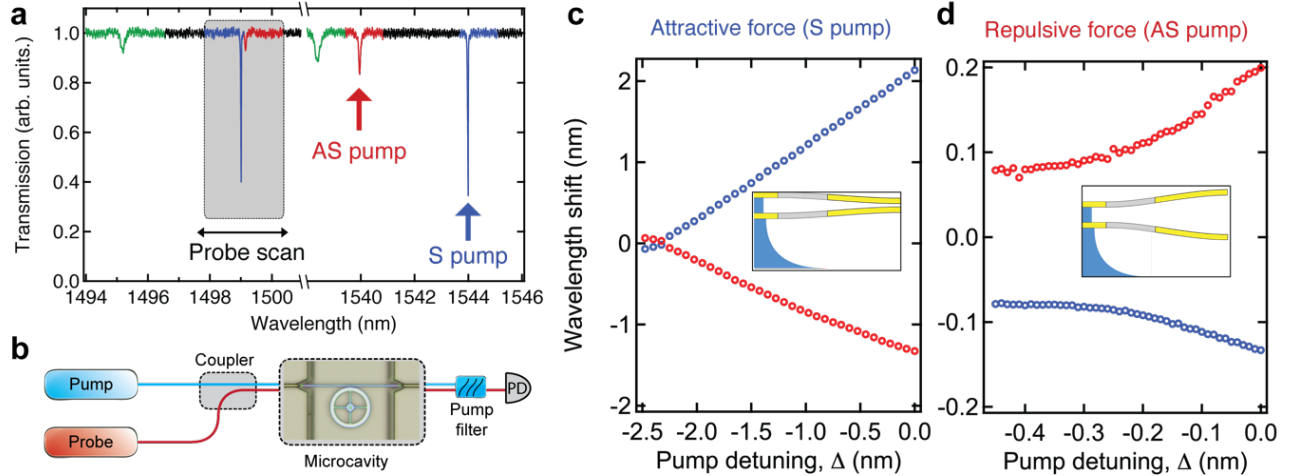 a
Transmission (arb. units.)
1.0
0.8
0.6
0.4
0.2
0.0
AS pump
Probe scan
S pump
1494
1496
1498
1500
1540
1542
1544
1546
Wavelength (nm)
b
Pump
Probe
Coupler
Microcavity
Pump
filter
PD
c
Attractive force (S pump)
Wavelength shift (nm)
2
1
0
-1
-2
-2.5
-2.0
-1.5
-1.0
-0.5
0.0
Pump detuning, Δ (nm)
d
Repulsive force (AS pump)
0.2
0.1
0.0
-0.1
-0.2
-0.4
-0.3
-0.2
-0.1
0.0
Pump detuning, Δ (nm)